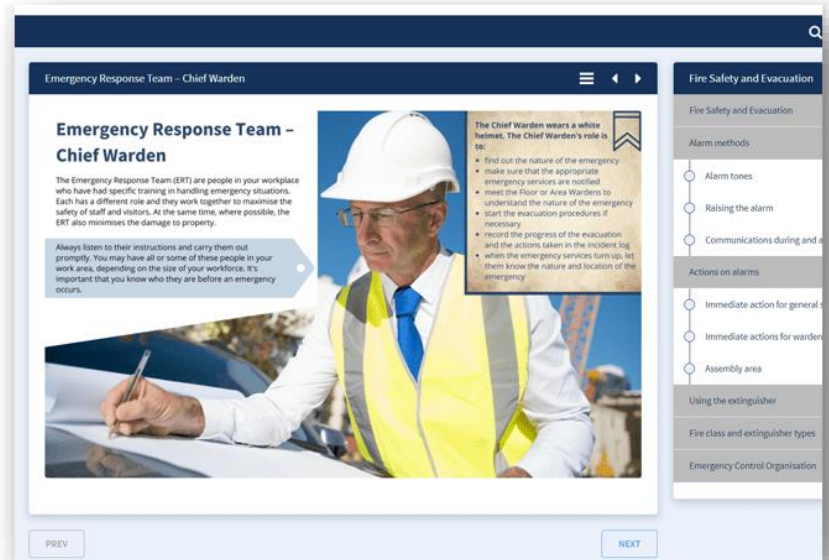 Emergency Response Team – Chief Warden
Emergency Response Team –
Chief Warden
The Emergency Response Team (ERT) are people in your workplace
who have had specific training in handling emergency situations.
Each has a different role and they work together to maximise the
safety of staff and visitors. At the same time, where possible, the
ERT also minimises the damage to property.
Always listen to their instructions and carry them out
promptly. You may have all or some of these people in your
work area, depending on the size of your workforce. It's
important that you know who they are before an emergency
occurs.
The Chief Warden wears a white
helmet. The Chief Warden's role is
to:
• find out the nature of the emergency
• make sure that the appropriate
emergency services are notified
• meet the Floor or Area Wardens to
understand the nature of the emergency
• start the evacuation procedures if
necessary
• record the progress of the evacuation
and the actions taken in the incident log
• when the emergency services turn up, let
them know the nature and location of the
emergency
PREV
NEXT
Fire Safety and Evacuation
Fire Safety and Evacuation
Alarm methods
Alarm tones
Raising the alarm
Communications during and a
Actions on alarms
Immediate action for general s
Immediate actions for warden
Assembly area
Using the extinguisher
Fire class and extinguisher types
Emergency Control Organisation